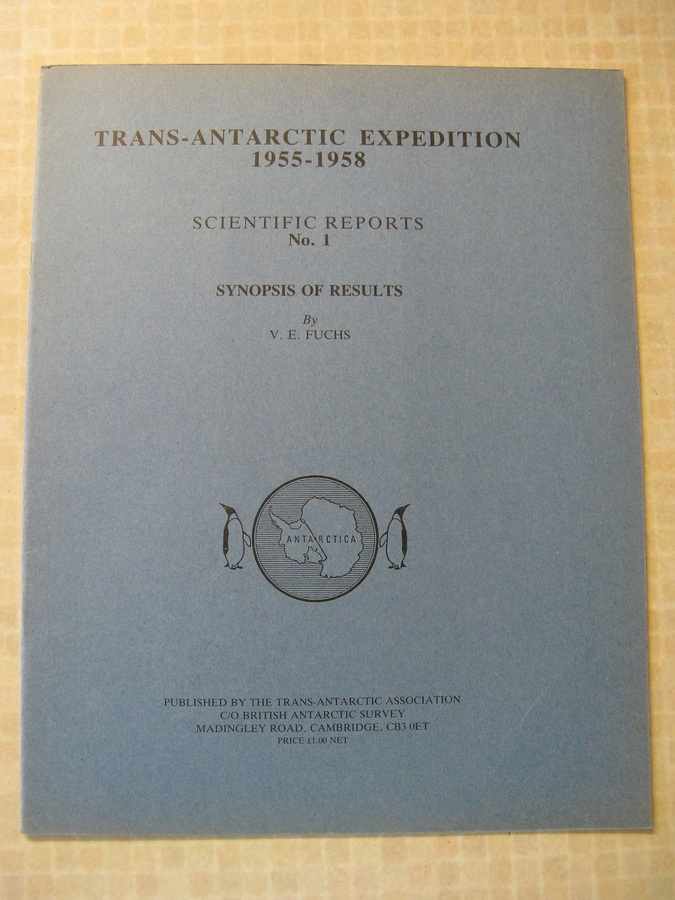 TRANS-ANTARCTIC EXPEDITION
1955-1958
SCIENTIFIC REPORTS
No. 1
SYNOPSIS OF RESULTS
By
V. E. FUCHS
ANTARCTICA
PUBLISHED BY THE TRANS-ANTARCTIC ASSOCIATION
C/O BRITISH ANTARCTIC SURVEY
MADINGLEY ROAD, CAMBRIDGE, CB3 0ET
PRICE £1.00 NET